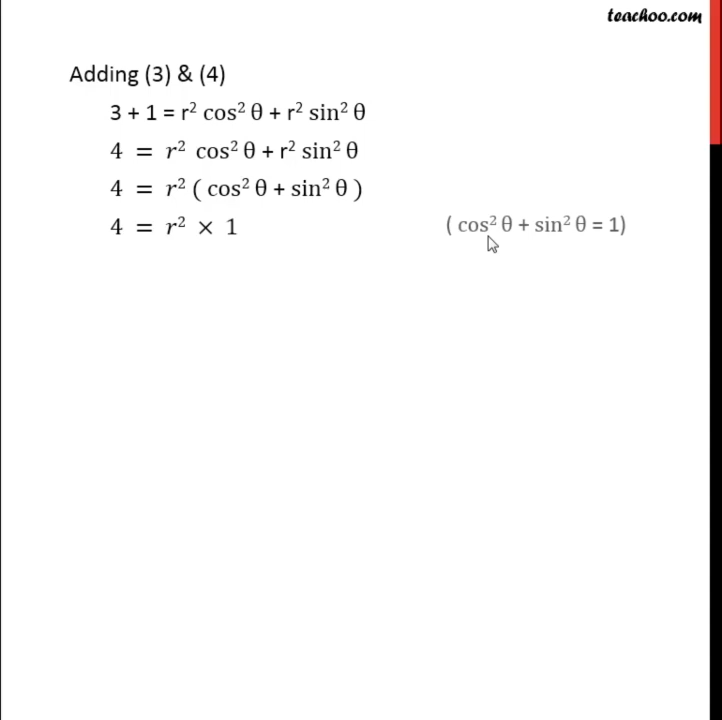 teachoo.com
Adding (3) & (4)
3 + 1 = r² cos² θ + r² sin² θ
4 = r² cos² θ + r² sin² θ
4 = r² ( cos² θ + sin² θ )
4 = r² × 1 ( cos² θ + sin² θ = 1)